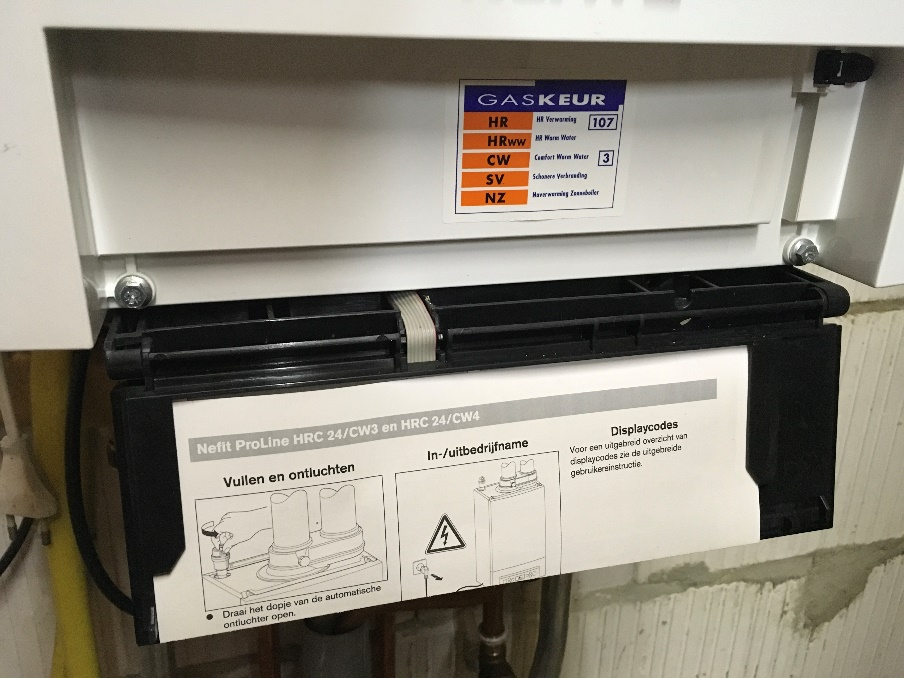 GASKEUR
HR HR Verwarming 107
HRww HR Warm Water
CW Comfort Warm Water 3
SV Schonere Verbranding
NZ Naverwarming Zonneboiler
Nefit ProLine HRC 24/CW3 en HRC 24/CW4
Vullen en ontluchten
• Draai het dopje van de automatische
ontluchter open.
In-/uitbedrijfname
Displaycodes
Voor een uitgebreid overzicht van
displaycodes zie de uitgebreide
gebruikersinstructie.